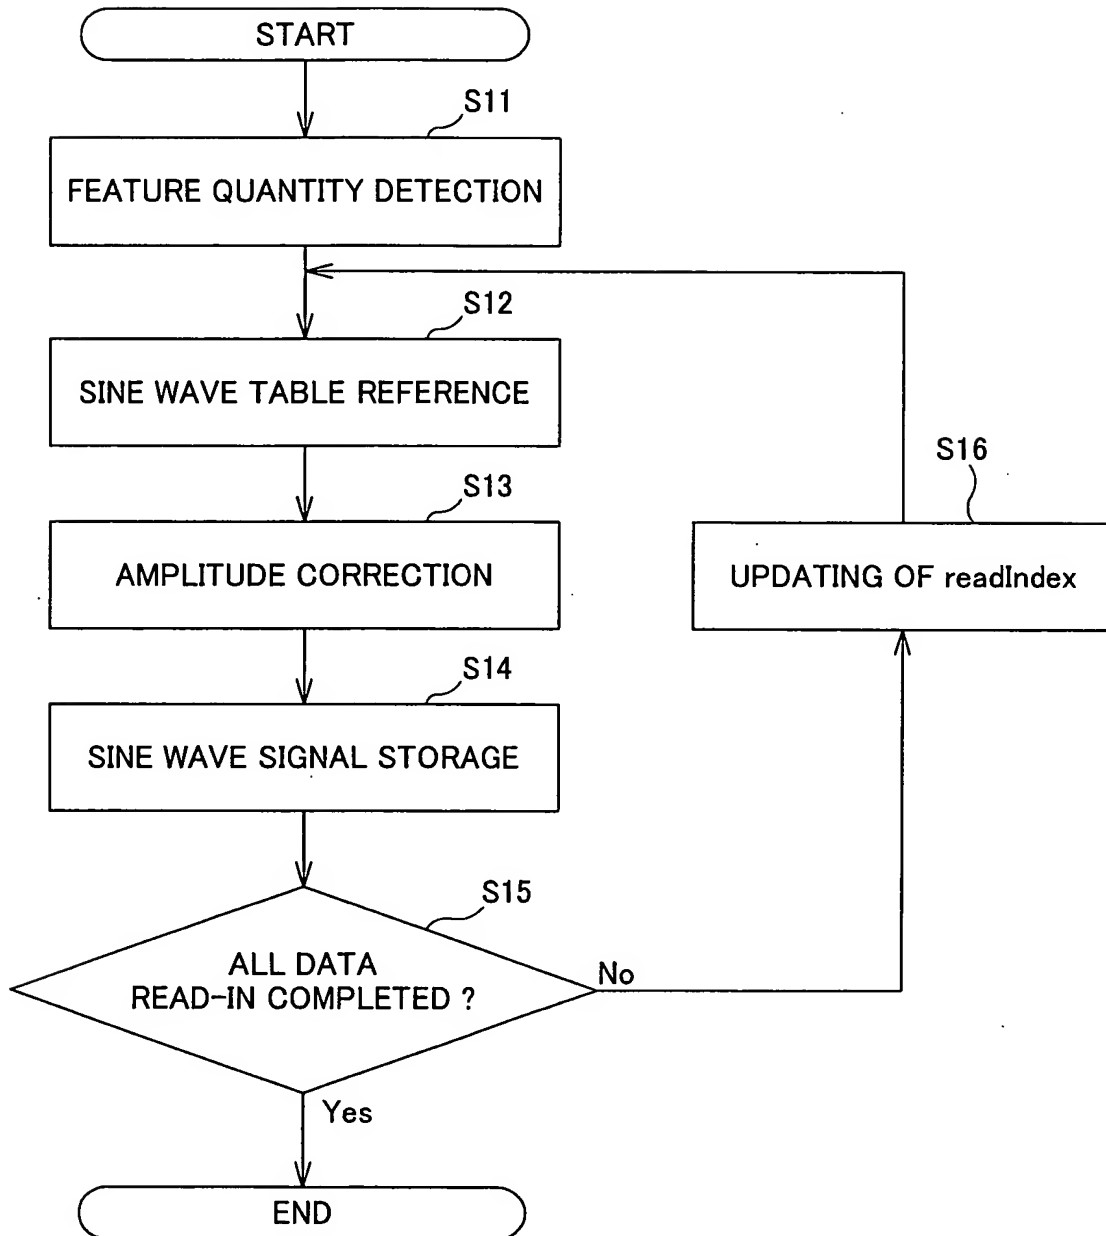 START
S11
FEATURE QUANTITY DETECTION
S12
SINE WAVE TABLE REFERENCE
S13
AMPLITUDE CORRECTION
S16
UPDATING OF readIndex
S14
SINE WAVE SIGNAL STORAGE
S15
ALL DATA
READ-IN COMPLETED ?
No
Yes
END